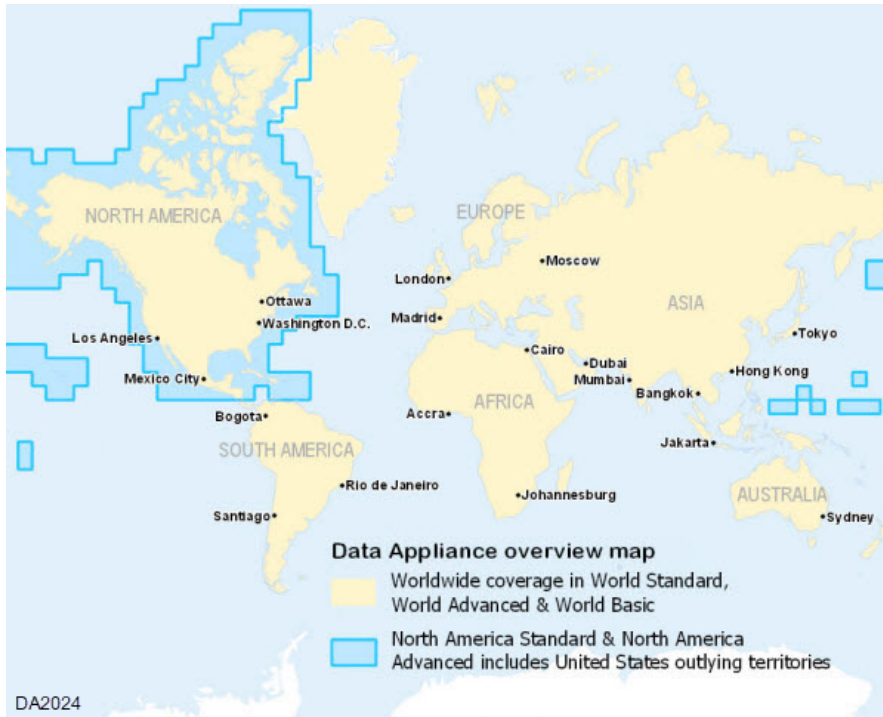 NORTH AMERICA
EUROPE
Moscow
London
ASIA
Ottawa
Madrid
Washington D.C.
Los Angeles
Tokyo
Cairo
Dubai
Mexico City
Mumbai
Hong Kong
Bangkok
AFRICA
Bogota
Accra
Jakarta
SOUTH AMERICA
Rio de Janeiro
Johannesburg
AUSTRALIA
Santiago
Sydney
Data Appliance overview map
Worldwide coverage in World Standard,
World Advanced & World Basic
North America Standard & North America
Advanced includes United States outlying territories
DA2024